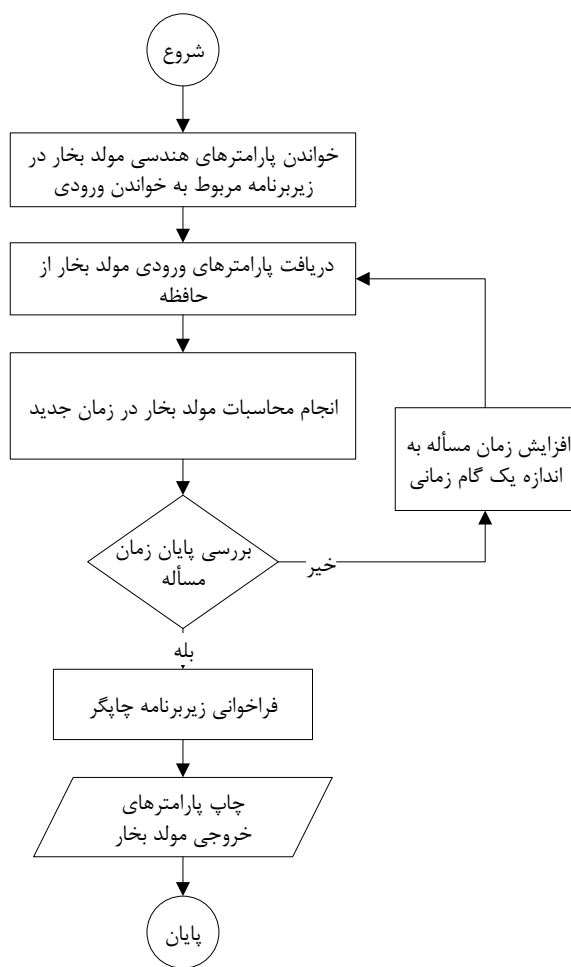 شروع
خواندن پارامترهای هندسی مولد بخار در
زیربرنامه مربوط به خواندن ورودی
دریافت پارامترهای ورودی مولد بخار از
حافظه
انجام محاسبات مولد بخار در زمان جدید
افزایش زمان مسأله به
اندازه یک گام زمانی
بررسی پایان زمان
مسأله
خیر
بله
فراخوانی زیربرنامه چاپگر
چاپ پارامترهای
خروجی مولد بخار
پایان